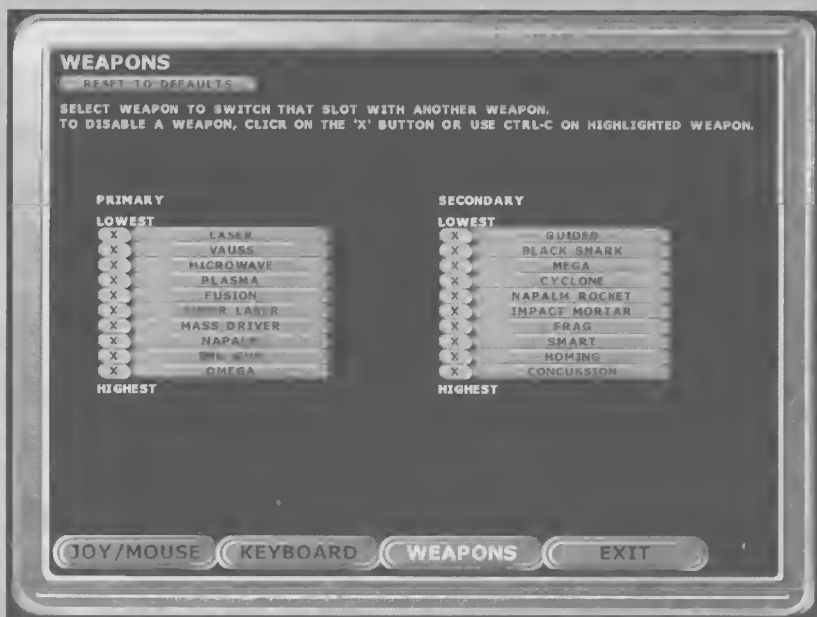 WEAPONS
RESET TO DEFAULTS
SELECT WEAPON TO SWITCH THAT SLOT WITH ANOTHER WEAPON.
TO DISABLE A WEAPON, CLICK ON THE 'X' BUTTON OR USE CTRL-C ON HIGHLIGHTED WEAPON.
PRIMARY
LOWEST
X LASER
X VAUSS
X MICROWAVE
X PLASMA
X FUSION
X SUPER LASER
X MASS DRIVER
X NAPALM
X
X OMEGA
HIGHEST
SECONDARY
LOWEST
X GUIDED
X BLACK SHARK
X MEGA
X CYCLONE
X NAPALM ROCKET
X IMPACT MORTAR
X FRAG
X SMART
X HOMING
X CONCUSSION
HIGHEST
JOY/MOUSE KEYBOARD WEAPONS EXIT